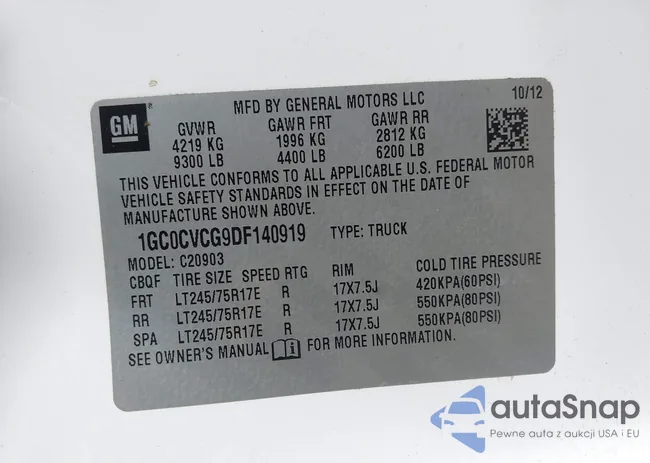 GM
MFD BY GENERAL MOTORS LLC
10/12
GVWR GAWR FRT GAWR RR
4219 KG 1996 KG 2812 KG
9300 LB 4400 LB 6200 LB
THIS VEHICLE CONFORMS TO ALL APPLICABLE U.S. FEDERAL MOTOR
VEHICLE SAFETY STANDARDS IN EFFECT ON THE DATE OF
MANUFACTURE SHOWN ABOVE.
1GC0CVCG9DF140919 TYPE: TRUCK
MODEL: C20903
CBQF TIRE SIZE SPEED RTG RIM COLD TIRE PRESSURE
FRT LT245/75R17E R 17X7.5J 420KPA(60PSI)
RR LT245/75R17E R 17X7.5J 550KPA(80PSI)
SPA LT245/75R17E R 17X7.5J 550KPA(80PSI)
SEE OWNER'S MANUAL FOR MORE INFORMATION.
autaSnap
Pewne auta z aukcji USA i EU